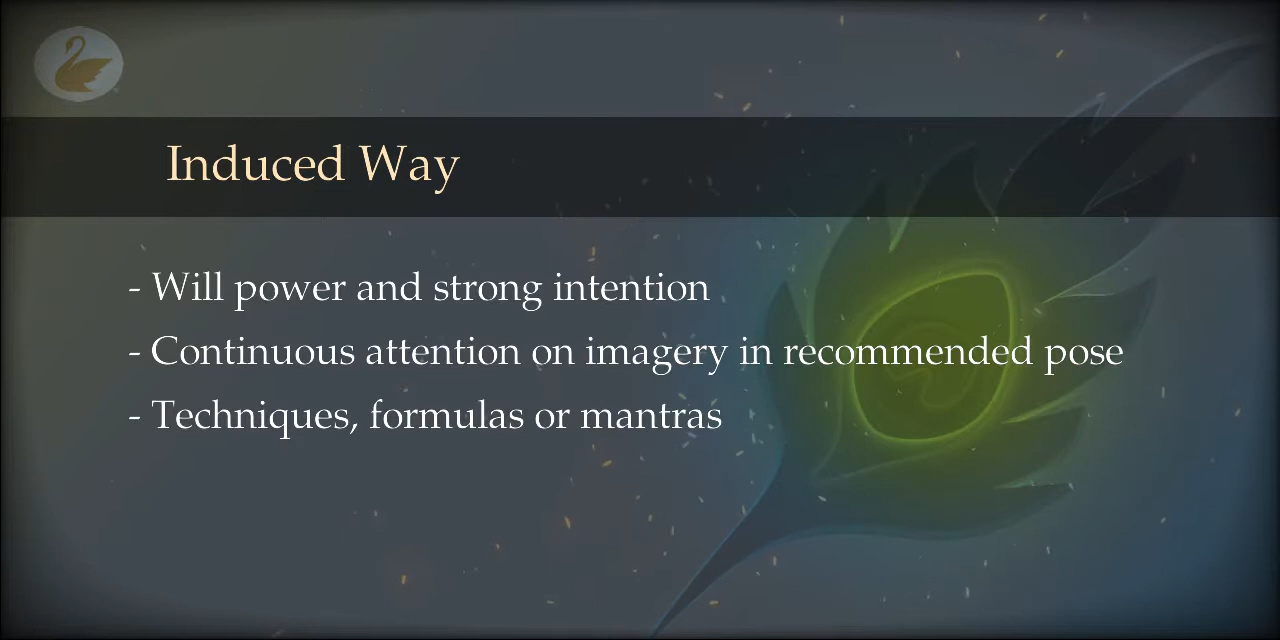 Induced Way
- Will power and strong intention
- Continuous attention on imagery in recommended pose
- Techniques, formulas or mantras